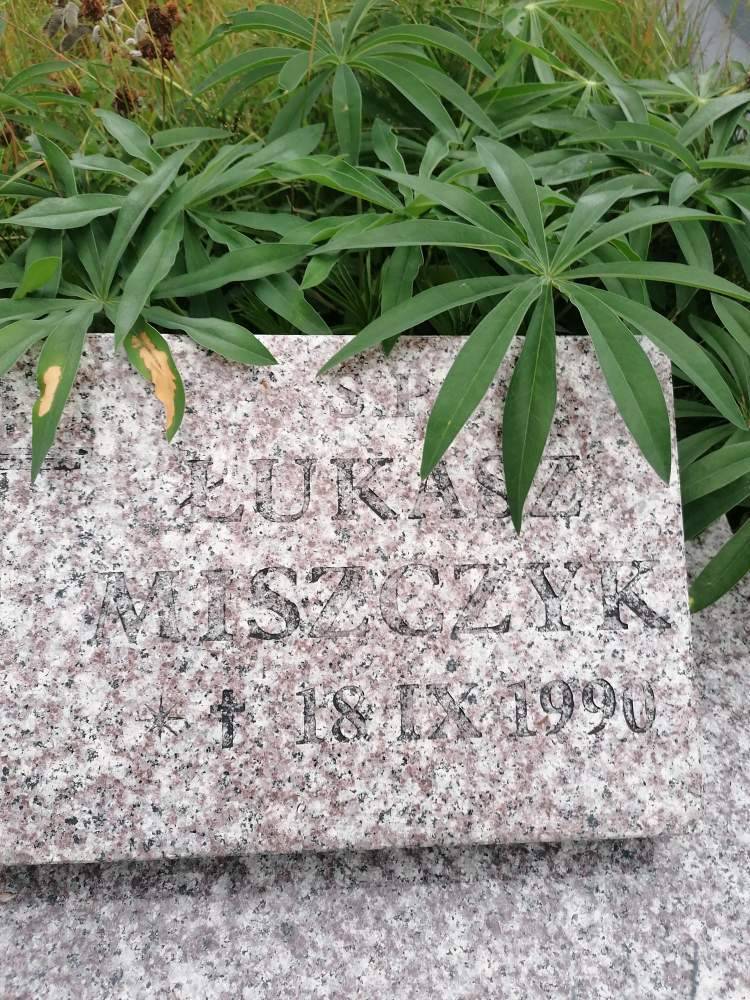 Ś.P.
ŁUKASZ
MISZCZYK
* † 18 IX 1990